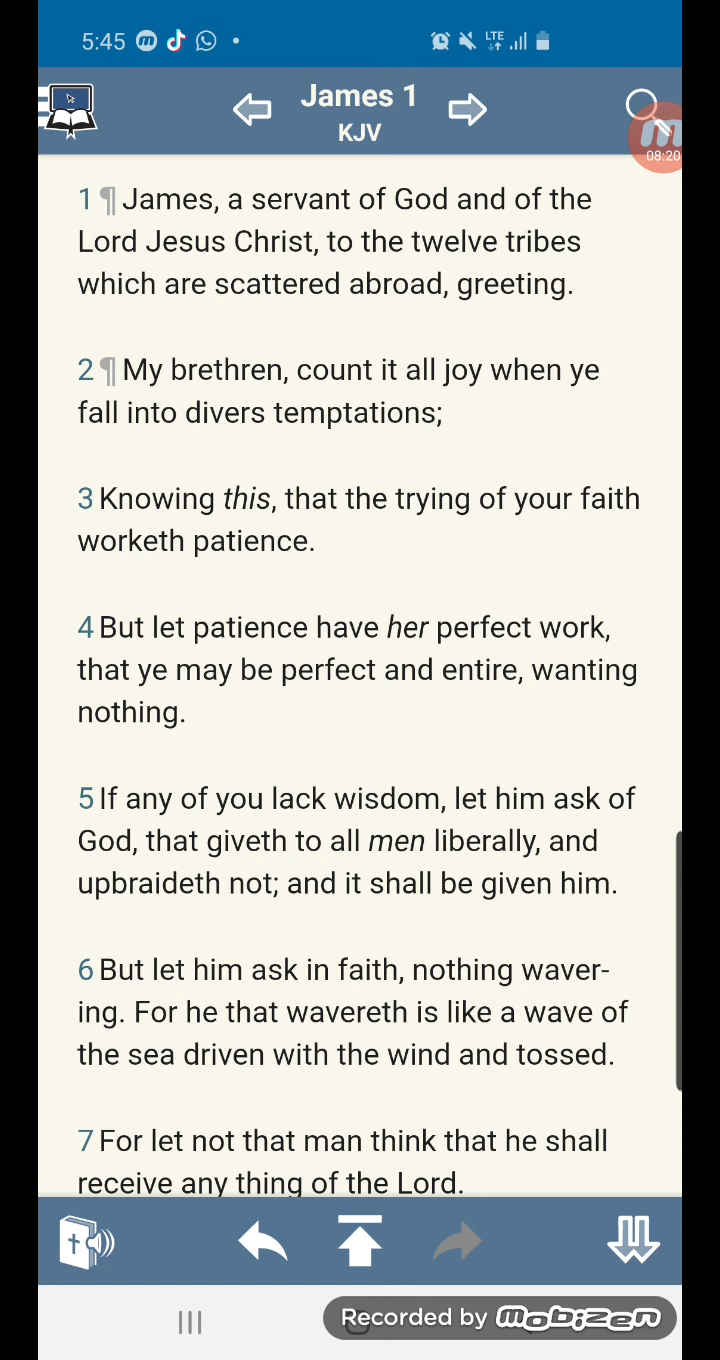 5:45
LTE
James 1
KJV
08:20
1 ¶ James, a servant of God and of the
Lord Jesus Christ, to the twelve tribes
which are scattered abroad, greeting.
2 ¶ My brethren, count it all joy when ye
fall into divers temptations;
3 Knowing this, that the trying of your faith
worketh patience.
4 But let patience have her perfect work,
that ye may be perfect and entire, wanting
nothing.
5 If any of you lack wisdom, let him ask of
God, that giveth to all men liberally, and
upbraideth not; and it shall be given him.
6 But let him ask in faith, nothing waver-
ing. For he that wavereth is like a wave of
the sea driven with the wind and tossed.
7 For let not that man think that he shall
receive any thing of the Lord.
Recorded by mobizen